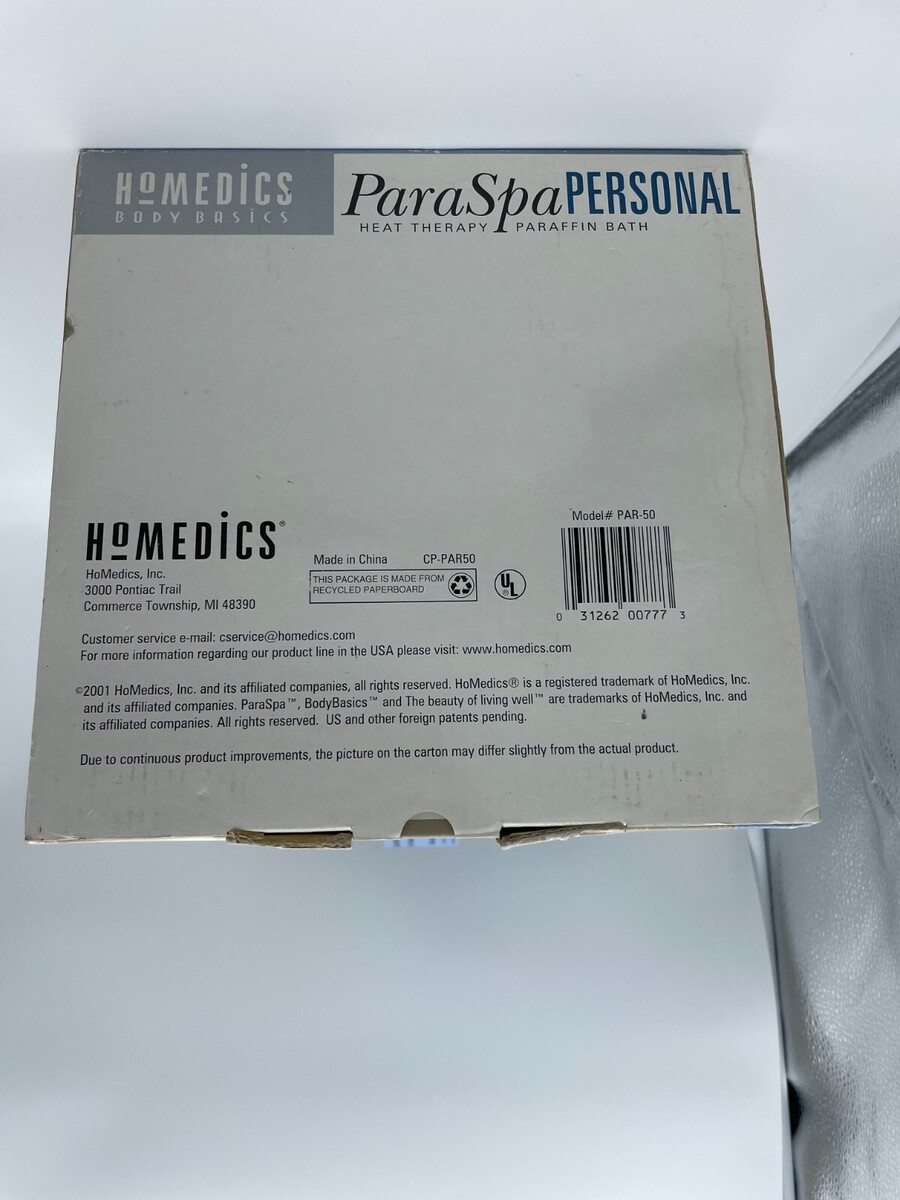 HoMEDiCS
BODY BASiCS
ParaSpaPERSONAL
HEAT THERAPY PARAFFIN BATH
Model# PAR-50
HoMEDiCS®
HoMedics, Inc.
3000 Pontiac Trail
Commerce Township, MI 48390
Made in China CP-PAR50
THIS PACKAGE IS MADE FROM
RECYCLED PAPERBOARD
UL
0 31262 00777 3
Customer service e-mail: cservice@homedics.com
For more information regarding our product line in the USA please visit: www.homedics.com
©2001 HoMedics, Inc. and its affiliated companies, all rights reserved. HoMedics® is a registered trademark of HoMedics, Inc.
and its affiliated companies. ParaSpa™, BodyBasics™ and The beauty of living well™ are trademarks of HoMedics, Inc. and
its affiliated companies. All rights reserved. US and other foreign patents pending.
Due to continuous product improvements, the picture on the carton may differ slightly from the actual product.